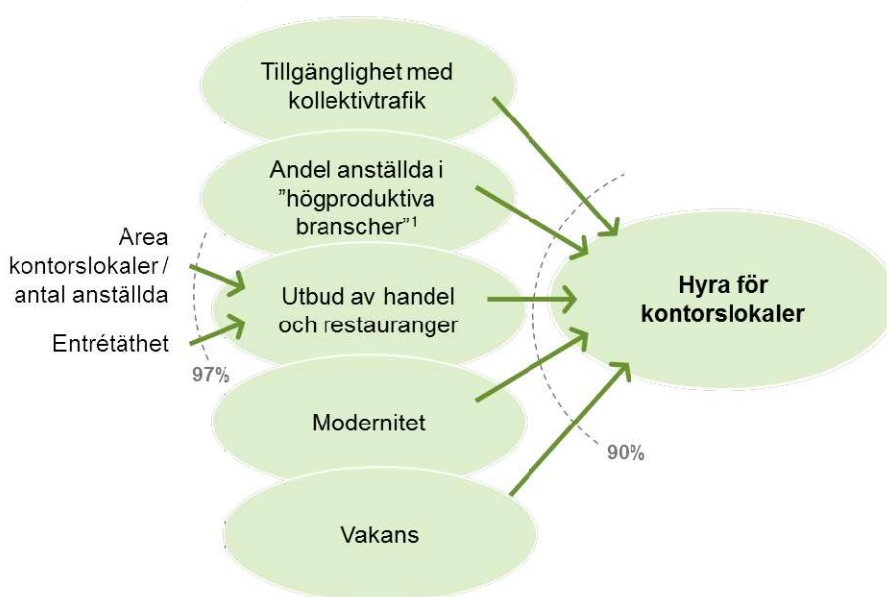 Tillgänglighet med
kollektivtrafik
Andel anställda i
”högproduktiva
branscher”¹
Area
kontorslokaler /
antal anställda
Entrétäthet
97%
Utbud av handel
och restauranger
Modernitet
Vakans
90%
Hyra för
kontorslokaler